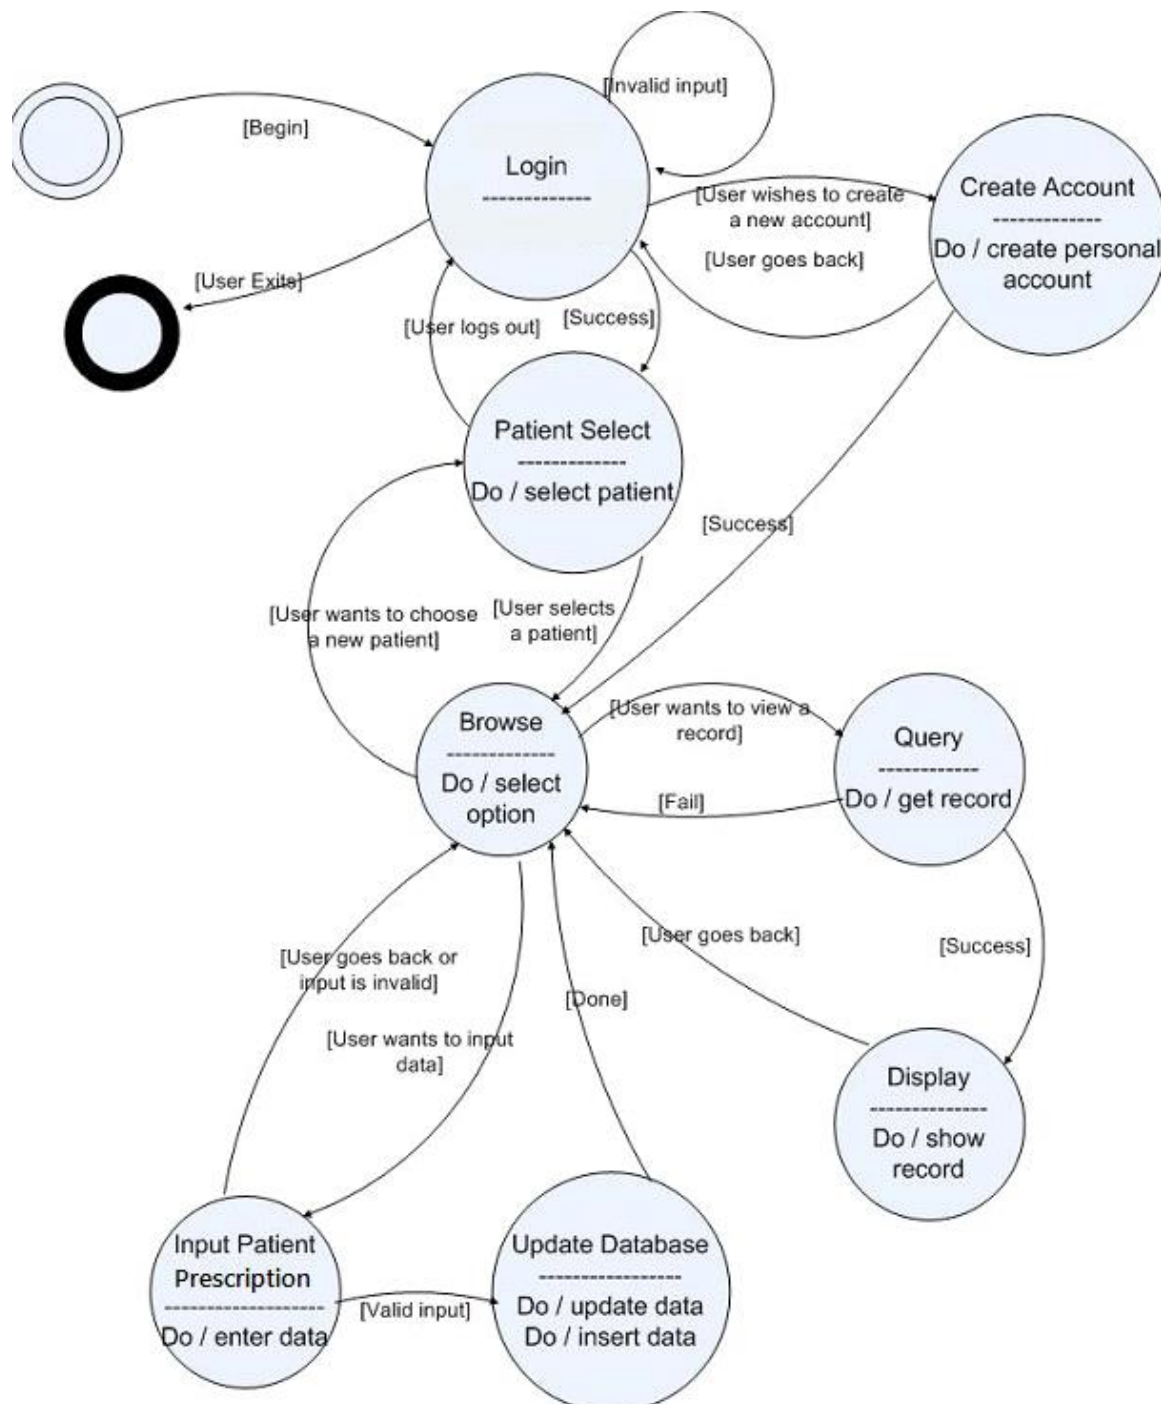 [Invalid input]
[Begin]
Login
-------------
Create Account
-------------
Do / create personal
account
[User wishes to create
a new account]
[User goes back]
[User Exits]
[User logs out]
[Success]
Patient Select
-------------
Do / select patient
[Success]
[User wants to choose
a new patient]
[User selects
a patient]
Browse
-------------
Do / select
option
[User wants to view a
record]
Query
------------
Do / get record
[Fail]
[User goes back]
[Success]
[User goes back or
input is invalid]
[Done]
[User wants to input
data]
Display
--------------
Do / show
record
Input Patient
Prescription
-------------------
Do / enter data
[Valid input]
Update Database
-----------------
Do / update data
Do / insert data